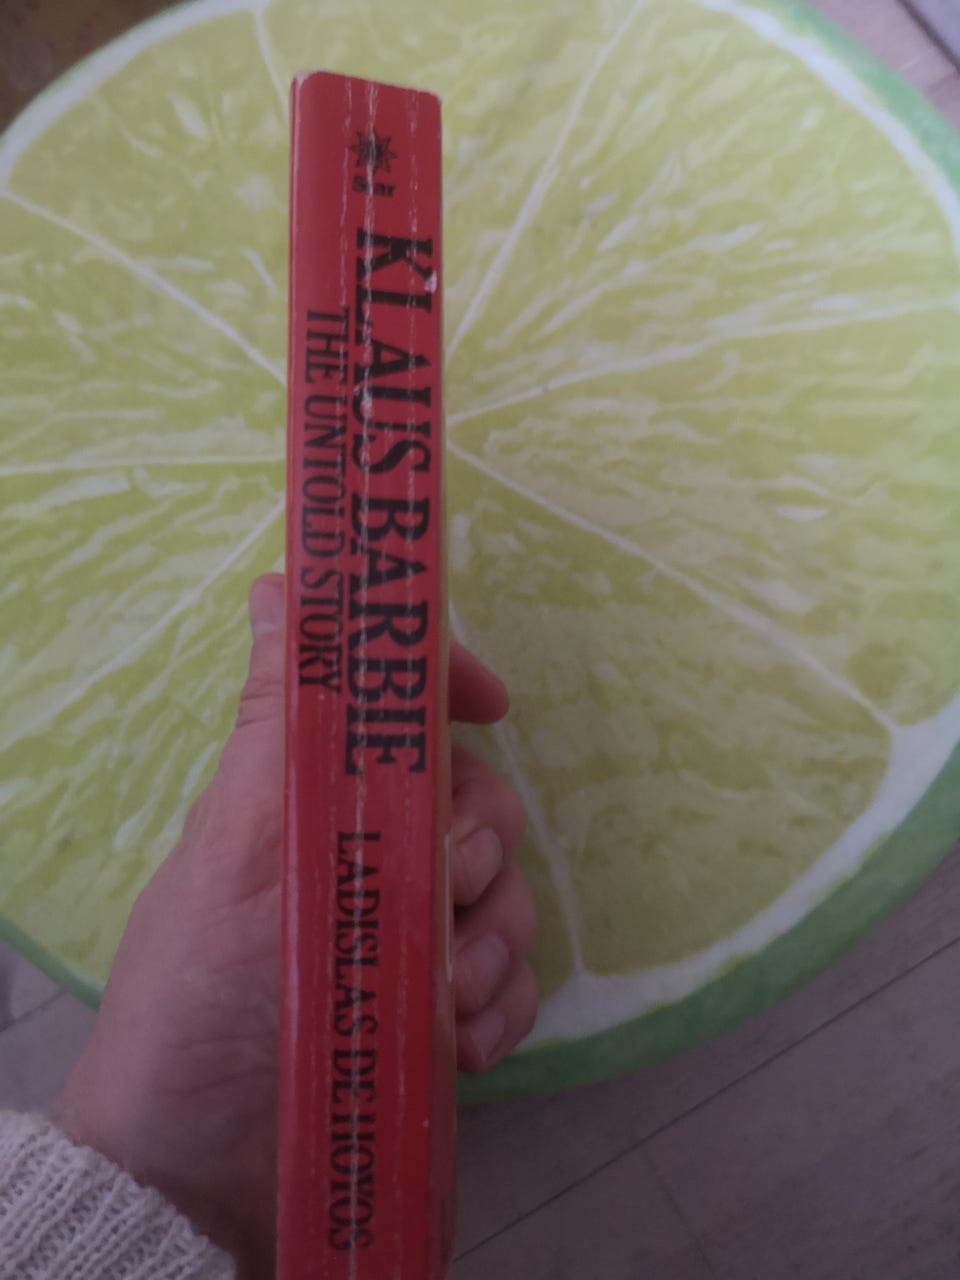 Star
KLAUS BARBIE
THE UNTOLD STORY
LADISLAS DE HOYOS